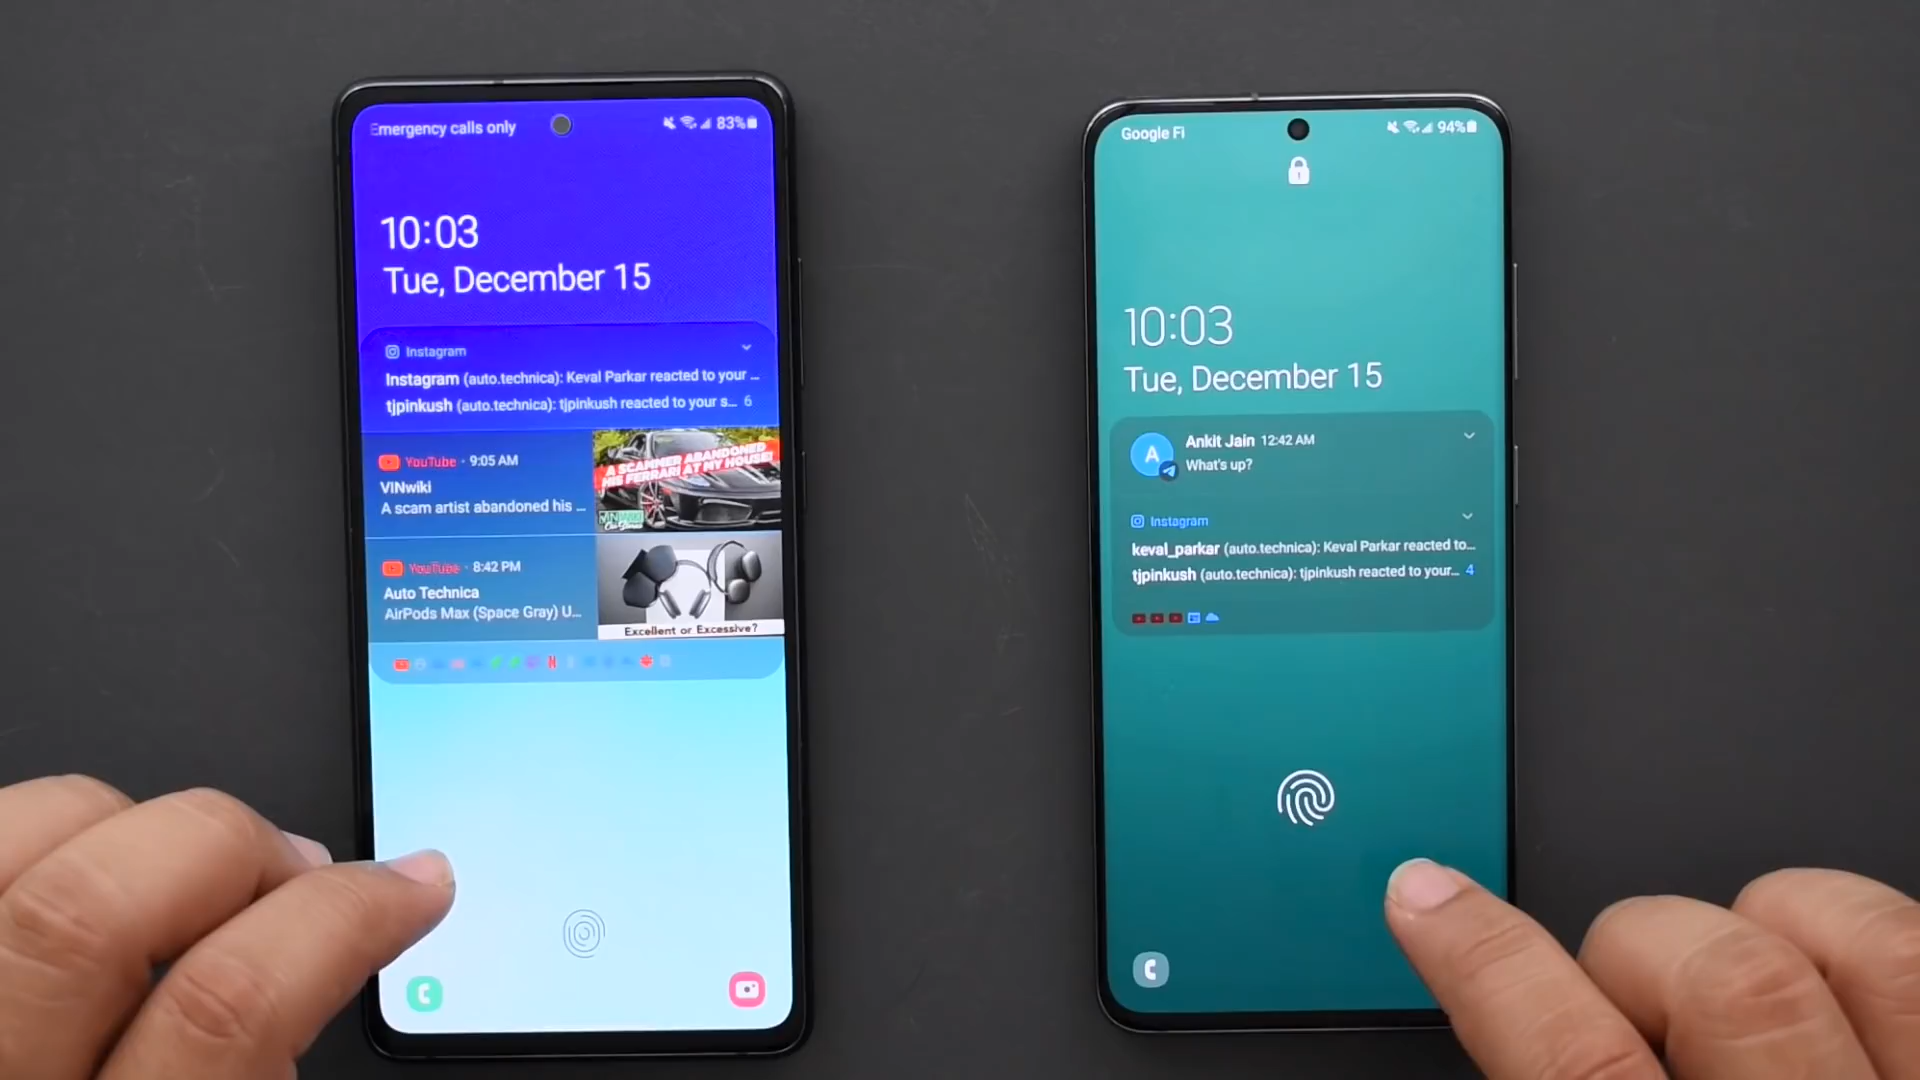 Emergency calls only
83%
10:03
Tue, December 15
Instagram
Instagram (auto.technica): Keval Parkar reacted to your ...
tjpinkush (auto.technica): tjpinkush reacted to your s... 6
YouTube · 9:05 AM
VINwiki
A scam artist abandoned his ...
A SCAMMER ABANDONED
HIS FERRARI AT MY HOUSE!
VINWIKI
Car Stories
YouTube · 8:42 PM
Auto Technica
AirPods Max (Space Gray) U...
Excellent or Excessive?
N
Google Fi
94%
10:03
Tue, December 15
A
Ankit Jain 12:42 AM
What's up?
Instagram
keval_parkar (auto.technica): Keval Parkar reacted to...
tjpinkush (auto.technica): tjpinkush reacted to your... 4